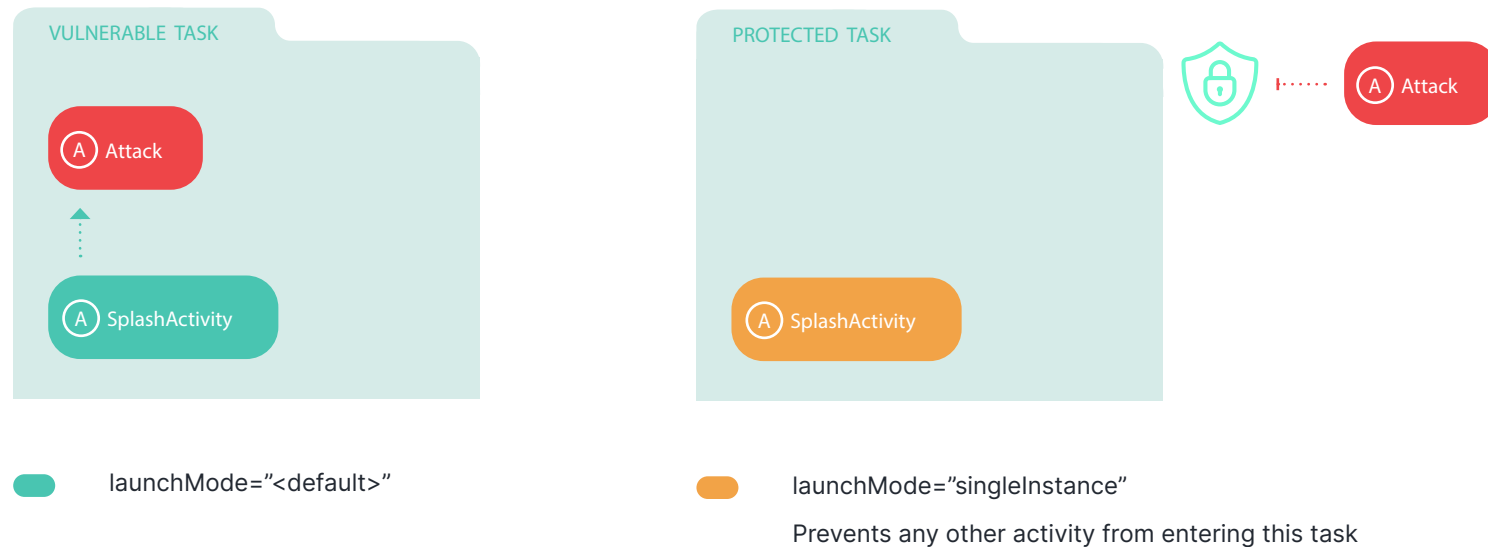 VULNERABLE TASK
A Attack
A SplashActivity
launchMode=”<default>”
PROTECTED TASK
A Attack
A SplashActivity
launchMode=”singleInstance”
Prevents any other activity from entering this task